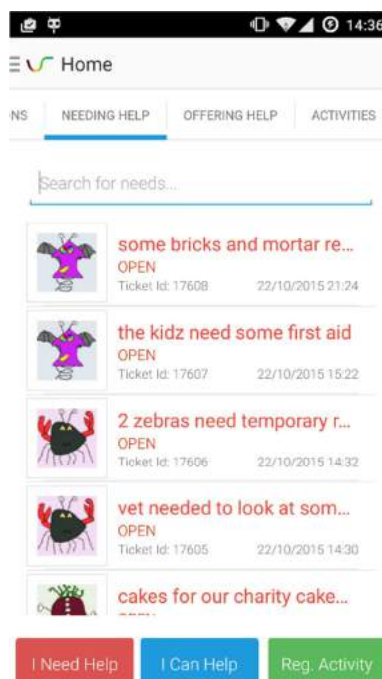 14:36
Home
NS
NEEDING HELP
OFFERING HELP
ACTIVITIES
Search for needs...
some bricks and mortar re...
OPEN
Ticket Id: 17608 22/10/2015 21:24
the kidz need some first aid
OPEN
Ticket Id: 17607 22/10/2015 15:22
2 zebras need temporary r...
OPEN
Ticket Id: 17606 22/10/2015 14:32
vet needed to look at som...
OPEN
Ticket Id: 17605 22/10/2015 14:30
cakes for our charity cake...
I Need Help
I Can Help
Reg. Activity